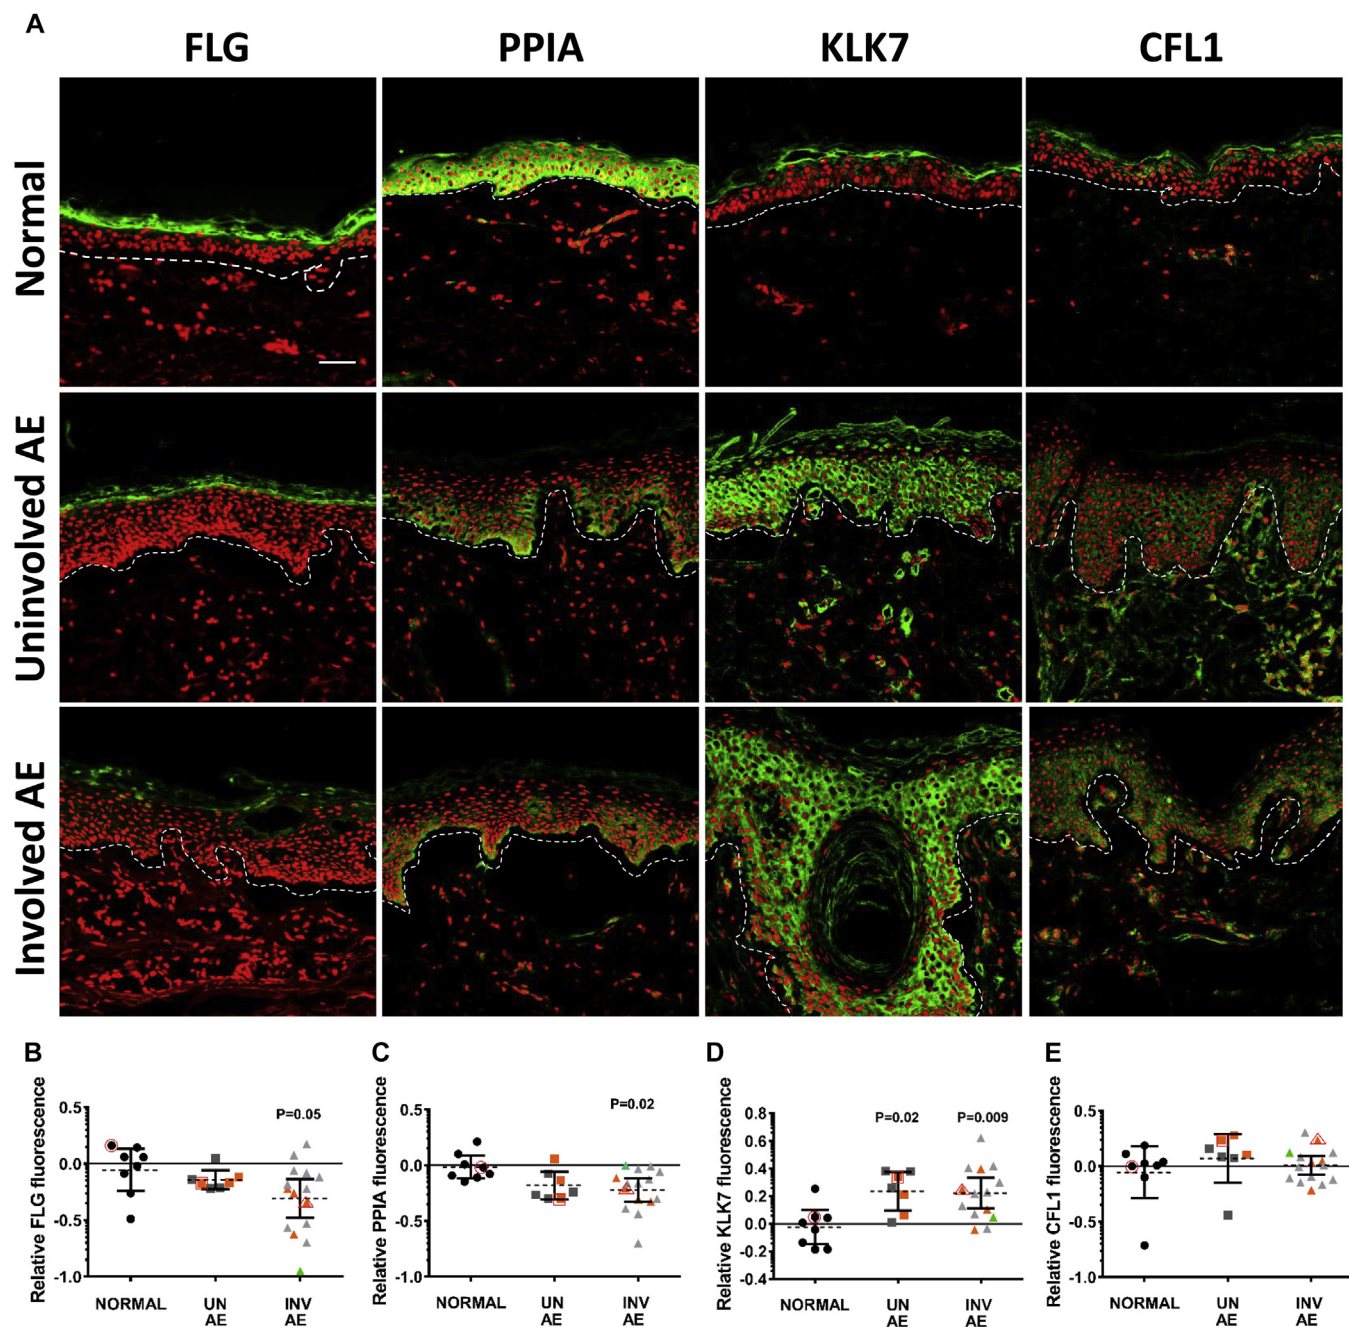 A
FLG PPIA KLK7 CFL1
Normal
Uninvolved AE
Involved AE
B C D E
Relative FLG fluorescence
0.5
0.0
-0.5
-1.0
P=0.05
NORMAL UN AE INV AE
Relative PPIA fluorescence
0.5
0.0
-0.5
-1.0
P=0.02
NORMAL UN AE INV AE
Relative KLK7 fluorescence
0.8
0.6
0.4
0.2
0.0
-0.2
-0.4
P=0.02 P=0.009
NORMAL UN AE INV AE
Relative CFL1 fluorescence
0.5
0.0
-0.5
-1.0
NORMAL UN AE INV AE